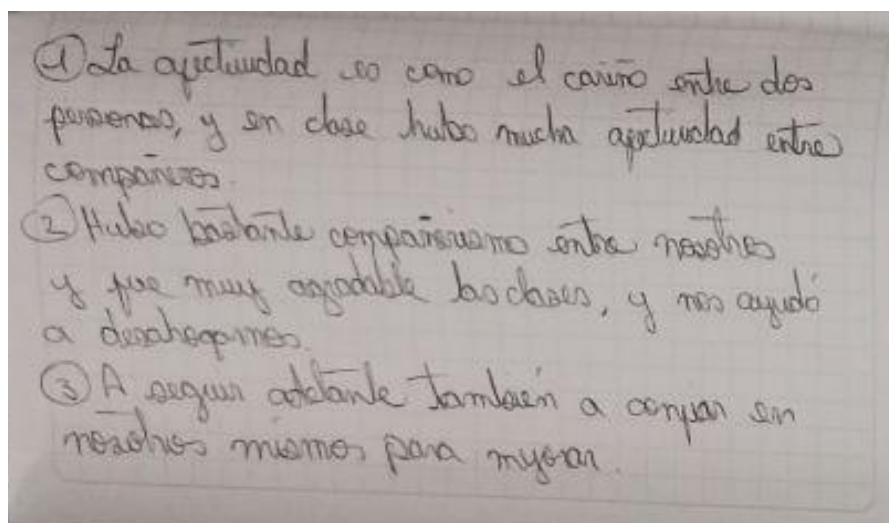 ① La afectividad es como el cariño entre dos
personas, y en clase hubo mucha afectividad entre
compañeros.
② Hubo bastante compañerismo entre nosotros
y fue muy agradable las clases, y nos ayudó
a desahogarnos.
③ A seguir adelante también a confiar en
nosotros mismos para mejorar.